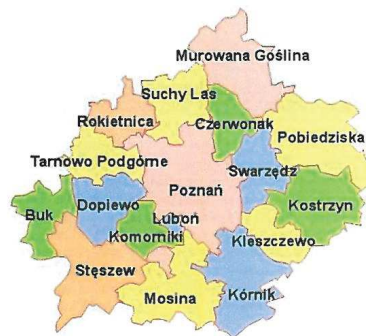 Murowana Goślina
Suchy Las
Rokietnica
Czerwonak
Pobiedziska
Tarnowo Podgórne
Swarzędz
Poznań
Dopiewo
Kostrzyn
Buk
Luboń
Komorniki
Kleszczewo
Stęszew
Mosina
Kórnik